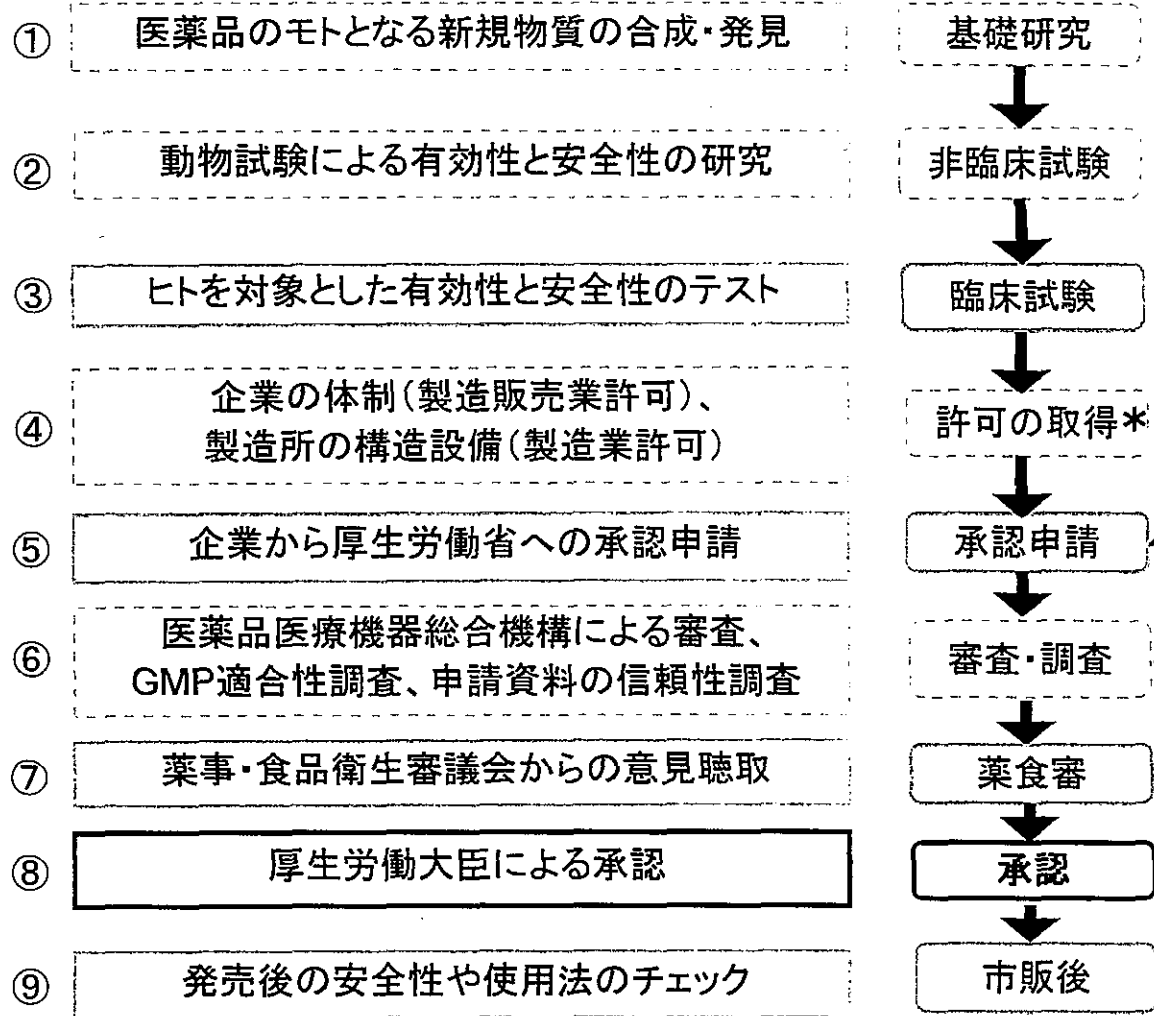 ① 医薬品のモトとなる新規物質の合成・発見 基礎研究
② 動物試験による有効性と安全性の研究 非臨床試験
③ ヒトを対象とした有効性と安全性のテスト 臨床試験
企業の体制(製造販売業許可)、
④ 製造所の構造設備(製造業許可) 許可の取得*
⑤ 企業から厚生労働省への承認申請 承認申請
医薬品医療機器総合機構による審査、
⑥ GMP適合性調査、申請資料の信頼性調査 審査・調査
⑦ 薬事・食品衛生審議会からの意見聴取 薬食審
⑧ 厚生労働大臣による承認 承認
⑨ 発売後の安全性や使用法のチェック 市販後